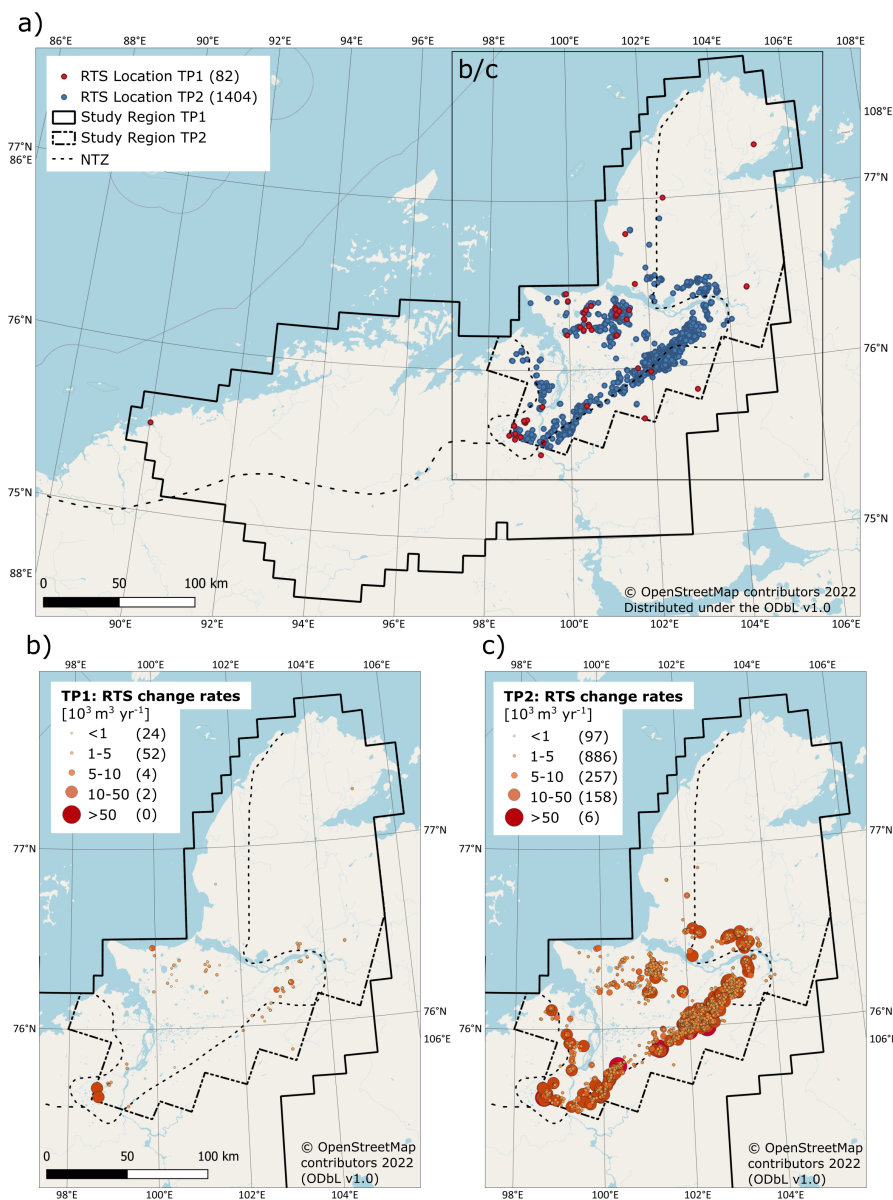 a)
86°E 88°E 90°E 92°E 94°E 96°E 98°E 100°E 102°E 104°E 106°E 108°E
RTS Location TP1 (82)
RTS Location TP2 (1404)
Study Region TP1
Study Region TP2
NTZ
b/c
77°N
86°E
108°E
77°N
76°N
76°N
75°N
75°N
88°E
0 50 100 km
© OpenStreetMap contributors 2022
Distributed under the ODbL v1.0
90°E 92°E 94°E 96°E 98°E 100°E 102°E 104°E 106°E
b)
98°E 100°E 102°E 104°E 106°E
TP1: RTS change rates
[10³ m³ yr⁻¹]
<1 (24)
1-5 (52)
5-10 (4)
10-50 (2)
>50 (0)
77°N
77°N
76°N
76°N
106°E
0 50 100 km
© OpenStreetMap
contributors 2022
(ODbL v1.0)
98°E 100°E 102°E 104°E
c)
98°E 100°E 102°E 104°E 106°E
TP2: RTS change rates
[10³ m³ yr⁻¹]
<1 (97)
1-5 (886)
5-10 (257)
10-50 (158)
>50 (6)
77°N
77°N
76°N
76°N
106°E
© OpenStreetMap
contributors 2022
(ODbL v1.0)
98°E 100°E 102°E 104°E